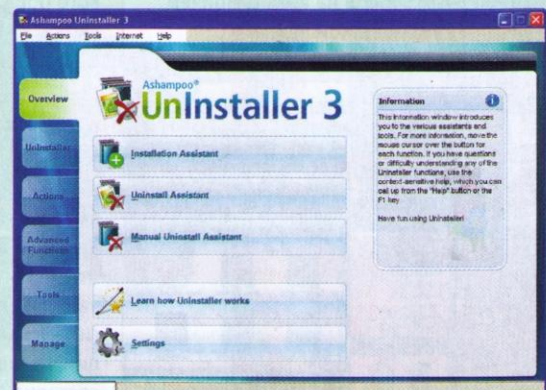 Ashampoo UnInstaller 3
File Actions Tools Internet Help
Overview
Uninstaller
Actions
Advanced
Functions
Tools
Manage
Ashampoo®
UnInstaller 3
Installation Assistant
Uninstall Assistant
Manual Uninstall Assistant
Learn how Uninstaller works
Settings
Information
This information window introduces
you to the various assistants and
tools. For more information, move the
mouse cursor over the button for
each function. If you have questions
or difficulty understanding any of the
Uninstaller functions, use the
context-sensitive help, which you can
call up from the "Help" button or the
F1 key.
Have fun using Uninstaller!